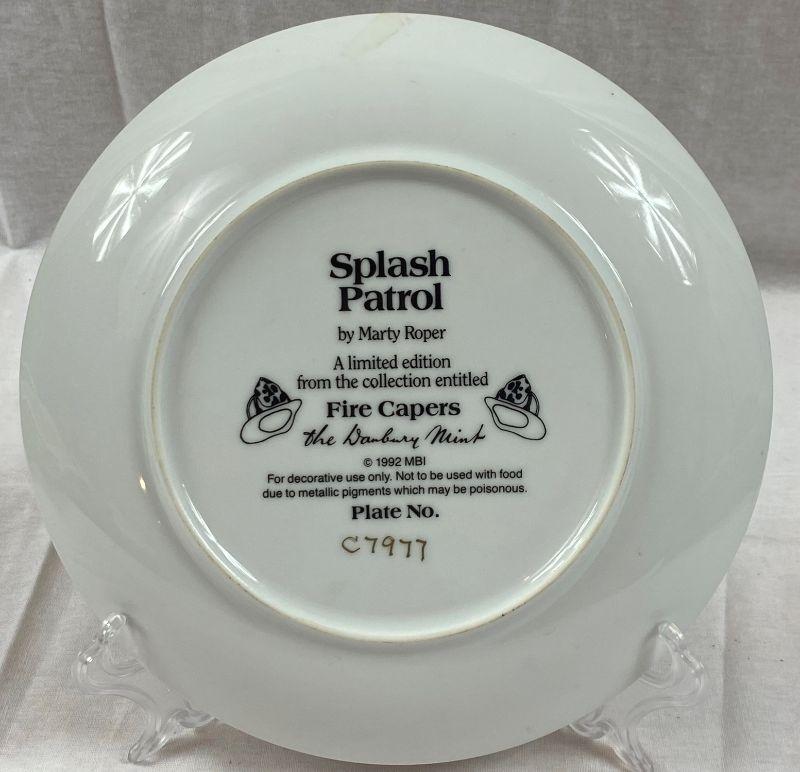 Splash
Patrol
by Marty Roper
A limited edition
from the collection entitled
Fire Capers
the Danbury Mint
© 1992 MBI
For decorative use only. Not to be used with food
due to metallic pigments which may be poisonous.
Plate No.
C7977